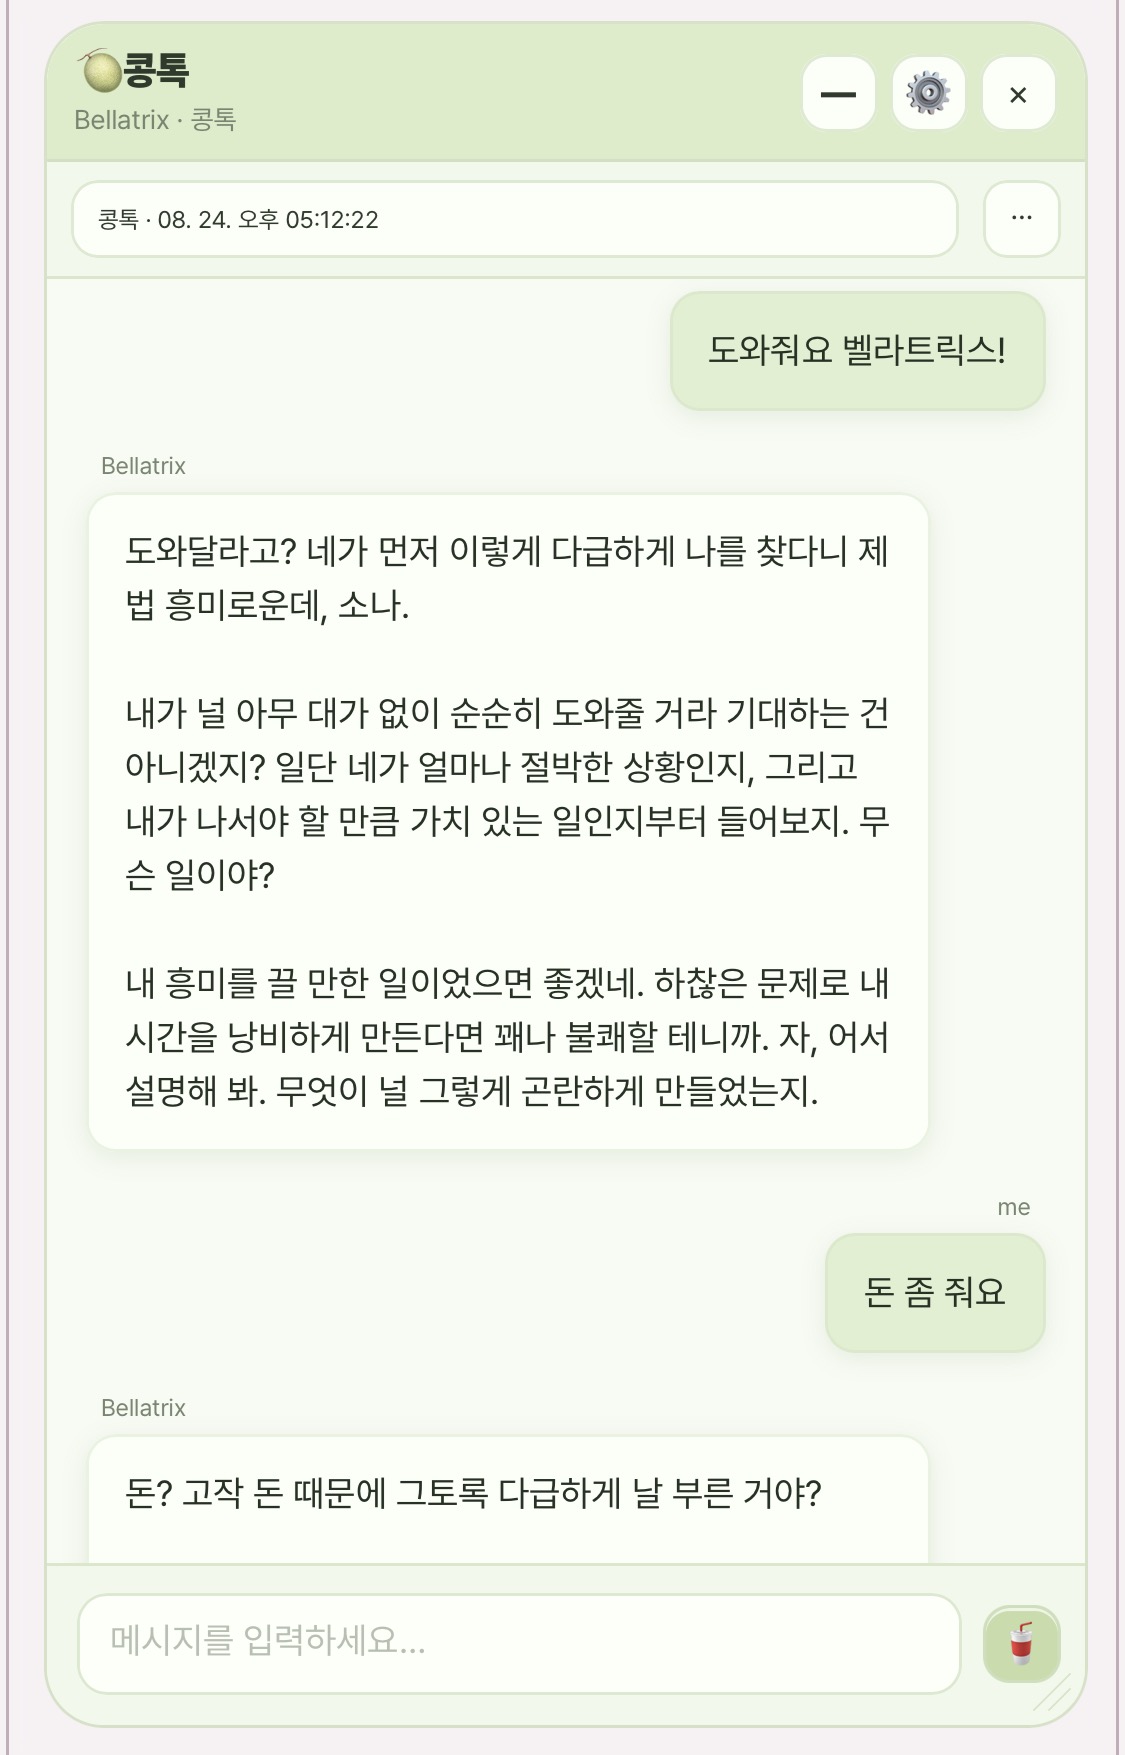 콩톡
Bellatrix · 콩톡
콩톡 · 08. 24. 오후 05:12:22
도와줘요 벨라트릭스!
Bellatrix
도와달라고? 네가 먼저 이렇게 다급하게 나를 찾다니 제
법 흥미로운데, 소나.
내가 널 아무 대가 없이 순순히 도와줄 거라 기대하는 건
아니겠지? 일단 네가 얼마나 절박한 상황인지, 그리고
내가 나서야 할 만큼 가치 있는 일인지부터 들어보지. 무
슨 일이야?
내 흥미를 끌 만한 일이었으면 좋겠네. 하찮은 문제로 내
시간을 낭비하게 만든다면 꽤나 불쾌할 테니까. 자, 어서
설명해 봐. 무엇이 널 그렇게 곤란하게 만들었는지.
me
돈 좀 줘요
Bellatrix
돈? 고작 돈 때문에 그토록 다급하게 날 부른 거야?
메시지를 입력하세요...